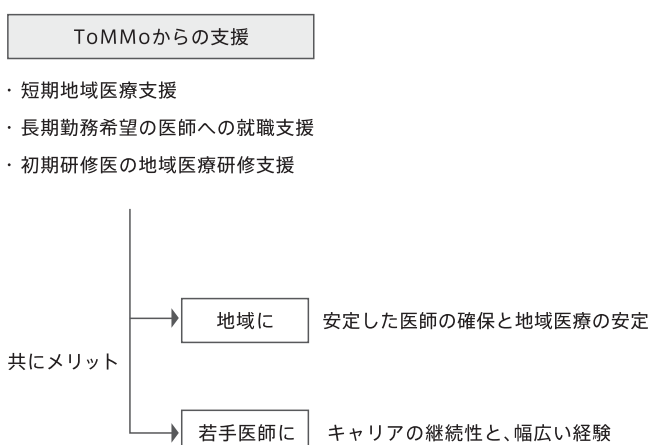 ToMMoからの支援
・短期地域医療支援
・長期勤務希望の医師への就職支援
・初期研修医の地域医療研修支援
地域に 安定した医師の確保と地域医療の安定
共にメリット
若手医師に キャリアの継続性と、幅広い経験